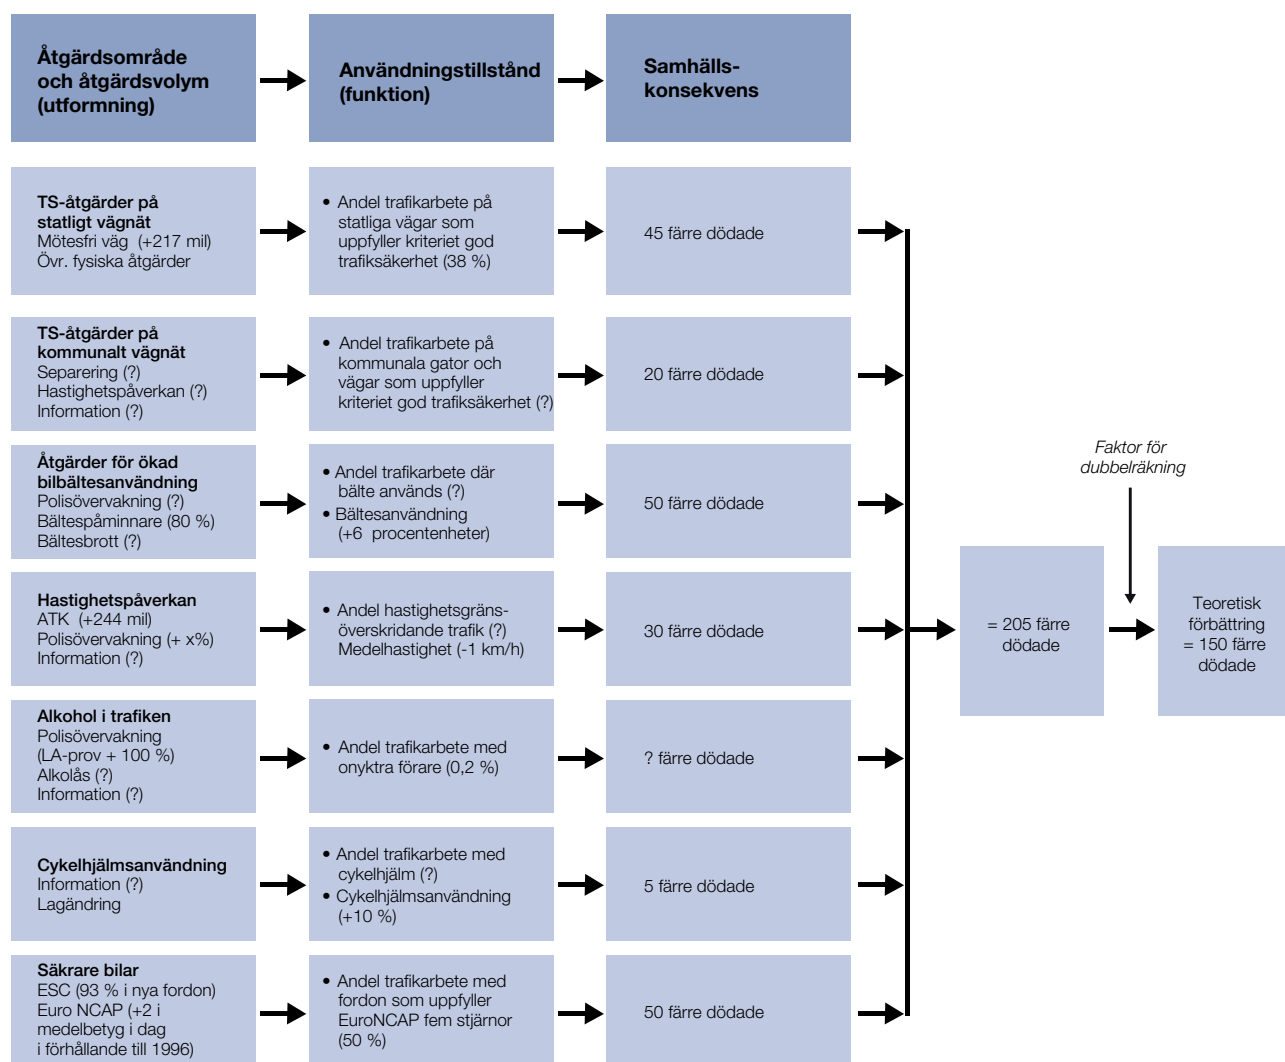 Åtgärdsområde
och åtgärdsvolym
(utformning)
Användningstillstånd
(funktion)
Samhälls-
konsekvens
TS-åtgärder på
statligt vägnät
Mötesfri väg (+217 mil)
Övr. fysiska åtgärder
• Andel trafikarbete på
statliga vägar som
uppfyller kriteriet god
trafiksäkerhet (38 %)
45 färre dödade
TS-åtgärder på
kommunalt vägnät
Separering (?)
Hastighetspåverkan (?)
Information (?)
• Andel trafikarbete på
kommunala gator och
vägar som uppfyller
kriteriet god trafiksäkerhet (?)
20 färre dödade
Åtgärder för ökad
bilbältesanvändning
Polisövervakning (?)
Bältespåminnare (80 %)
Bältesbrott (?)
• Andel trafikarbete där
bälte används (?)
• Bältesanvändning
(+6 procentenheter)
50 färre dödade
Hastighetspåverkan
ATK (+244 mil)
Polisövervakning (+ x%)
Information (?)
• Andel hastighetsgräns-
överskridande trafik (?)
Medelhastighet (-1 km/h)
30 färre dödade
Alkohol i trafiken
Polisövervakning
(LA-prov + 100 %)
Alkolås (?)
Information (?)
• Andel trafikarbete med
onyktra förare (0,2 %)
? färre dödade
Cykelhjälmsanvändning
Information (?)
Lagändring
• Andel trafikarbete med
cykelhjälm (?)
• Cykelhjälmsanvändning
(+10 %)
5 färre dödade
Säkrare bilar
ESC (93 % i nya fordon)
Euro NCAP (+2 i
medelbetyg i dag
i förhållande till 1996)
• Andel trafikarbete med
fordon som uppfyller
EuroNCAP fem stjärnor
(50 %)
50 färre dödade
= 205 färre
dödade
Faktor för
dubbelräkning
Teoretisk
förbättring
= 150 färre
dödade